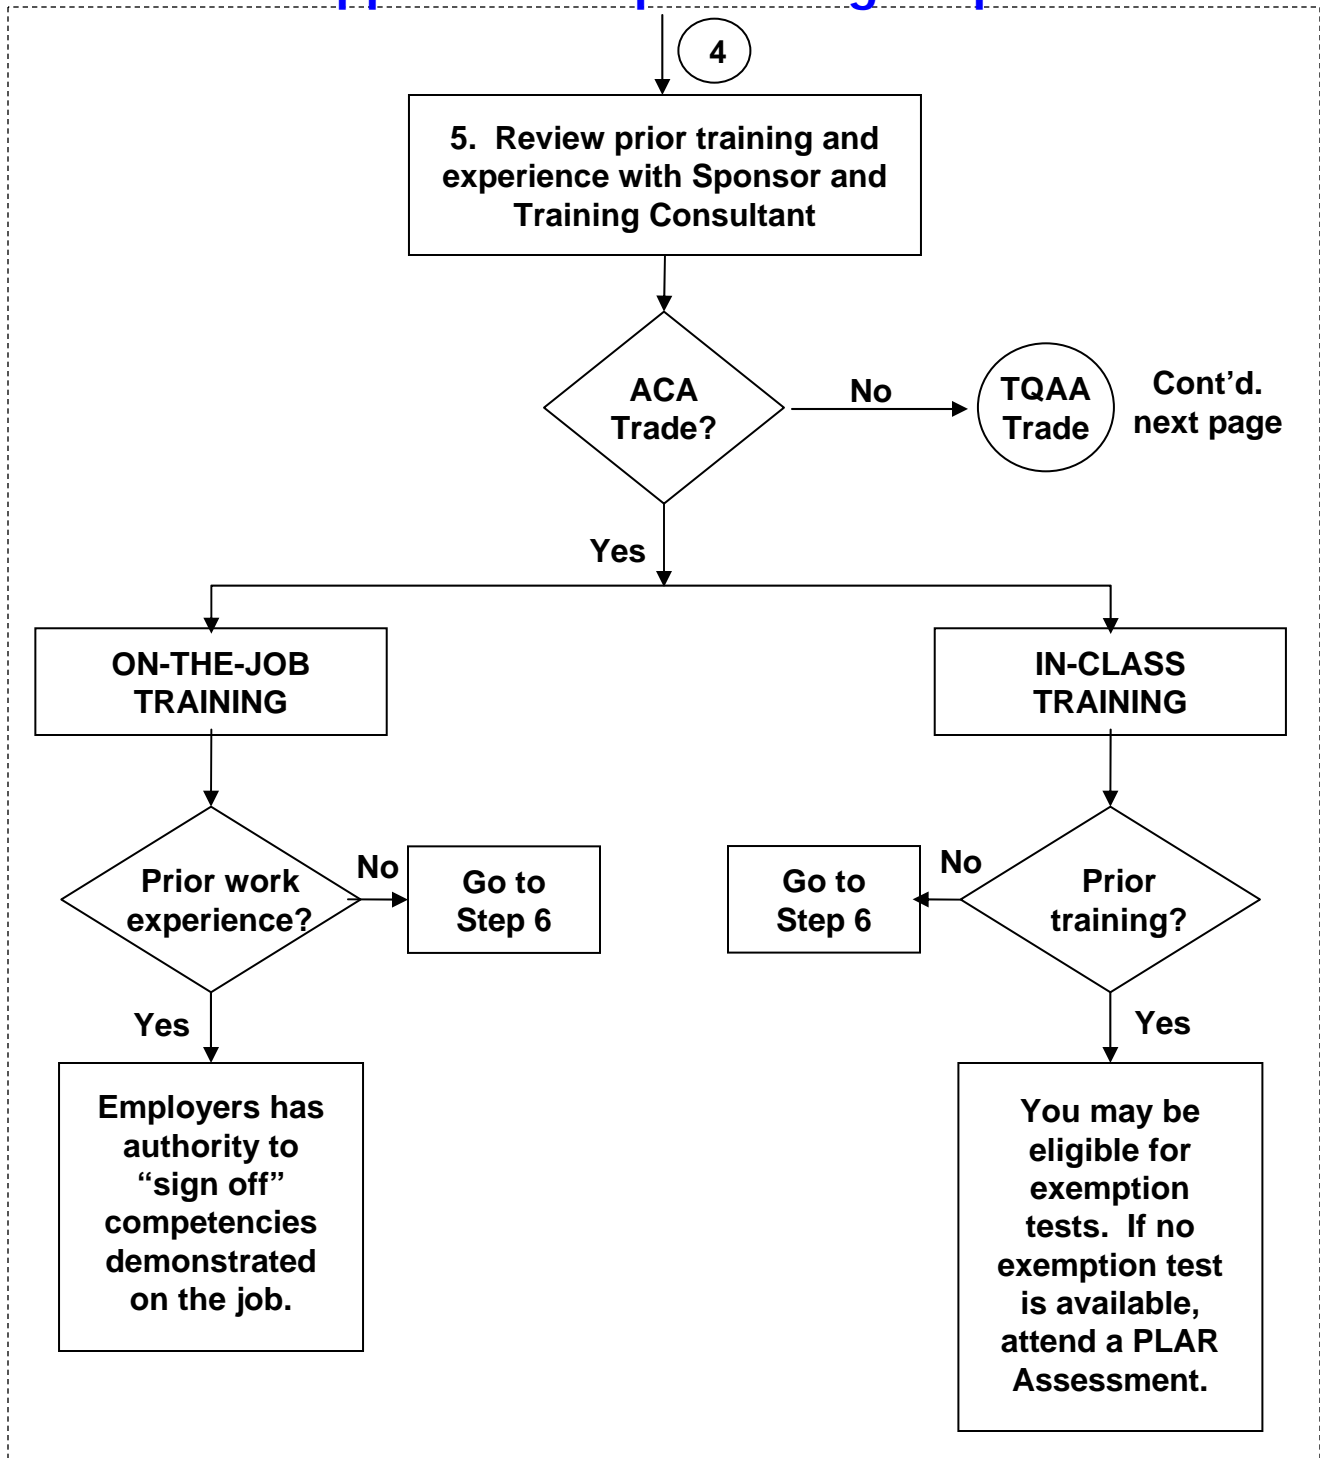 4
5. Review prior training and
experience with Sponsor and
Training Consultant
ACA
Trade?
No
TQAA
Trade
Cont’d.
next page
Yes
ON-THE-JOB
TRAINING
IN-CLASS
TRAINING
Prior work
experience?
No
Go to
Step 6
Go to
Step 6
No
Prior
training?
Yes
Yes
Employers has
authority to
“sign off”
competencies
demonstrated
on the job.
You may be
eligible for
exemption
tests. If no
exemption test
is available,
attend a PLAR
Assessment.